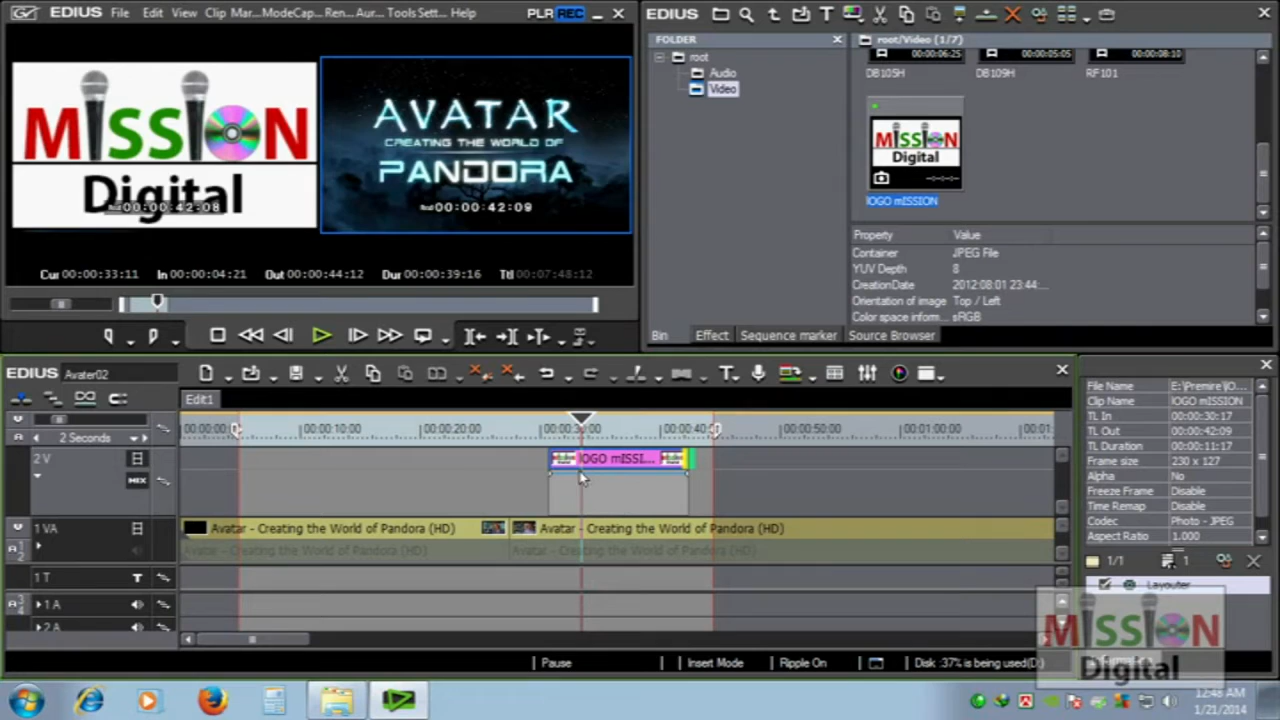 EDIUS File Edit View Clip Mar... ModeCap... Ren... Aur... Tools Sett... Help PLR REC
MISSION
Digital
00:00:42:08
AVATAR
CREATING THE WORLD OF
PANDORA
00:00:42:09
Cur 00:00:33:11 In 00:00:04:21 Out 00:00:44:12 Dur 00:00:39:16 Ttl 00:07:48:12
EDIUS
FOLDER
root
Audio
Video
root/Video (1/7)
00:00:06:25 00:00:05:05 00:00:08:10
DB105H DB109H RF101
MISSION
Digital
lOGO mISSION
Property Value
Container JPEG File
YUV Depth 8
CreationDate 2012:08:01 23:44:...
Orientation of image Top / Left
Color space inform... sRGB
Bin Effect Sequence marker Source Browser
EDIUS Avater02
Edit1
2 Seconds
00:00:00:00 00:00:10:00 00:00:20:00 00:00:30:00 00:00:40:00 00:00:50:00 00:01:00:00 00:01:
2 V
MIX
lOGO mISSI...
1 VA
Avatar - Creating the World of Pandora (HD) Avatar - Creating the World of Pandora (HD)
Avatar - Creating the World of Pandora (HD) Avatar - Creating the World of Pandora (HD)
1 T T
1 A
2 A
Pause Insert Mode Ripple On Disk :37% is being used(D:)
File Name E:\Premire\lO...
Clip Name lOGO mISSION
TL In 00:00:30:17
TL Out 00:00:42:09
TL Duration 00:00:11:17
Frame size 230 x 127
Alpha No
Freeze Frame Disable
Time Remap Disable
Codec Photo - JPEG
Aspect Ratio 1.000
1/1 1
Layouter
MISSION
Digital
12:48 AM
1/21/2014